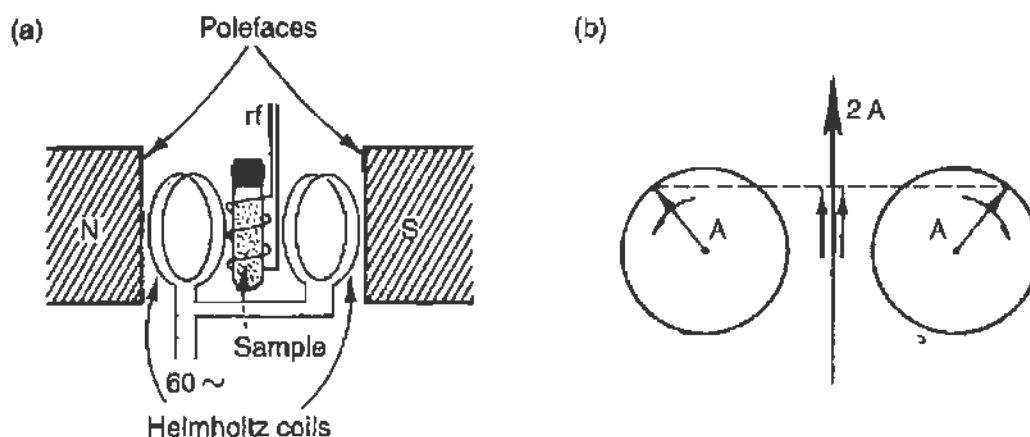 (a)
Polefaces
rf
N
S
Sample
60 ~
Helmholtz coils
(b)
2 A
A
A